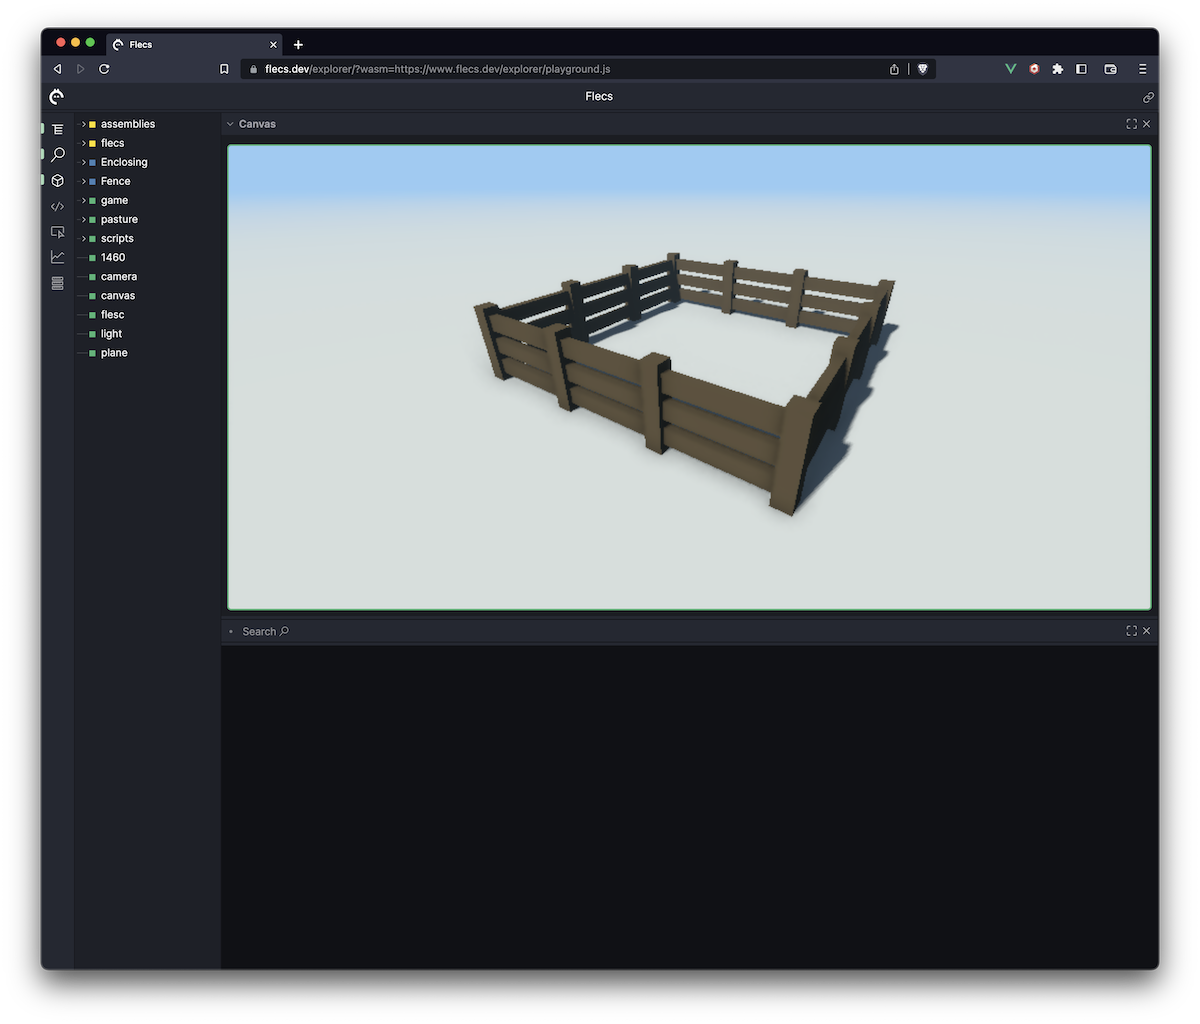 Flecs
flecs.dev/explorer/?wasm=https://www.flecs.dev/explorer/playground.js
Flecs
assemblies
flecs
Enclosing
Fence
game
pasture
scripts
1460
camera
canvas
flesc
light
plane
Canvas
Search